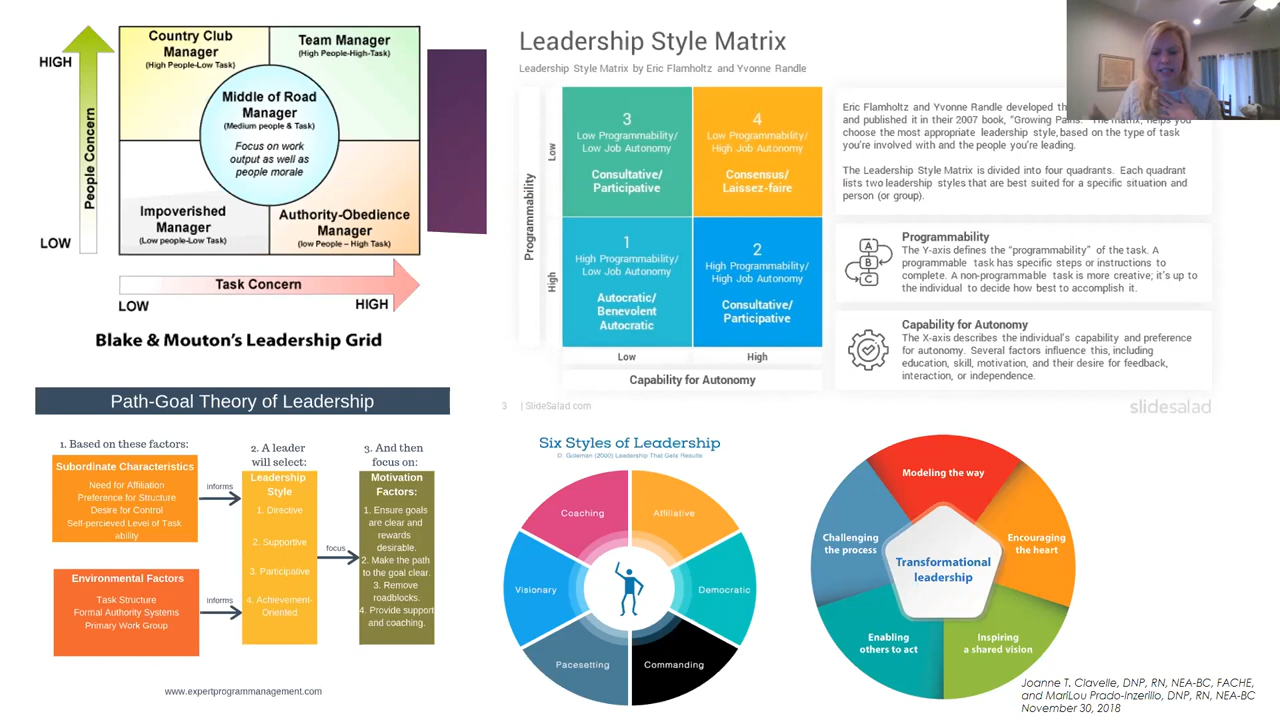 HIGH
LOW
People Concern
Country Club
Manager
(High People-Low Task)
Team Manager
(High People-High-Task)
Middle of Road
Manager
(Medium people & Task)
Focus on work
output as well as
people morale
Impoverished
Manager
(Low people-Low Task)
Authority-Obedience
Manager
(low People – High Task)
Task Concern
LOW
HIGH
Blake & Mouton's Leadership Grid
Leadership Style Matrix
Leadership Style Matrix by Eric Flamholtz and Yvonne Randle
Programmability
Low
High
3
Low Programmability/
Low Job Autonomy
Consultative/
Participative
4
Low Programmability/
High Job Autonomy
Consensus/
Laissez-faire
1
High Programmability/
Low Job Autonomy
Autocratic/
Benevolent
Autocratic
2
High Programmability/
High Job Autonomy
Consultative/
Participative
Low
High
Capability for Autonomy
Eric Flamholtz and Yvonne Randle developed
and published it in their 2007 book, “Growing Pains.” The matrix, helps you
choose the most appropriate leadership style, based on the type of task
you’re involved with and the people you’re leading.
The Leadership Style Matrix is divided into four quadrants. Each quadrant
lists two leadership styles that are best suited for a specific situation and
person (or group).
A
B
C
Programmability
The Y-axis defines the “programmability” of the task. A
programmable task has specific steps or instructions to
complete. A non-programmable task is more creative; it’s up to
the individual to decide how best to accomplish it.
Capability for Autonomy
The X-axis describes the individual’s capability and preference
for autonomy. Several factors influence this, including
education, skill, motivation, and their desire for feedback,
interaction, or independence.
3 | SlideSalad.com
slidesalad
Path-Goal Theory of Leadership
1. Based on these factors:
Subordinate Characteristics
Need for Affiliation
Preference for Structure
Desire for Control
Self-percieved Level of Task
ability
Environmental Factors
Task Structure
Formal Authority Systems
Primary Work Group
informs
informs
2. A leader
will select:
Leadership
Style
1. Directive
2. Supportive
3. Participative
4. Achievement-
Oriented
focus
3. And then
focus on:
Motivation
Factors:
1. Ensure goals
are clear and
rewards
desirable.
2. Make the path
to the goal clear.
3. Remove
roadblocks.
4. Provide support
and coaching.
www.expertprogrammanagement.com
Six Styles of Leadership
D. Goleman (2000) Leadership That Gets Results
Coaching
Affiliative
Visionary
Democratic
Pacesetting
Commanding
Modeling the way
Challenging
the process
Encouraging
the heart
Transformational
leadership
Enabling
others to act
Inspiring
a shared vision
Joanne T. Clavelle, DNP, RN, NEA-BC, FACHE,
and MariLou Prado-Inzerillo, DNP, RN, NEA-BC
November 30, 2018